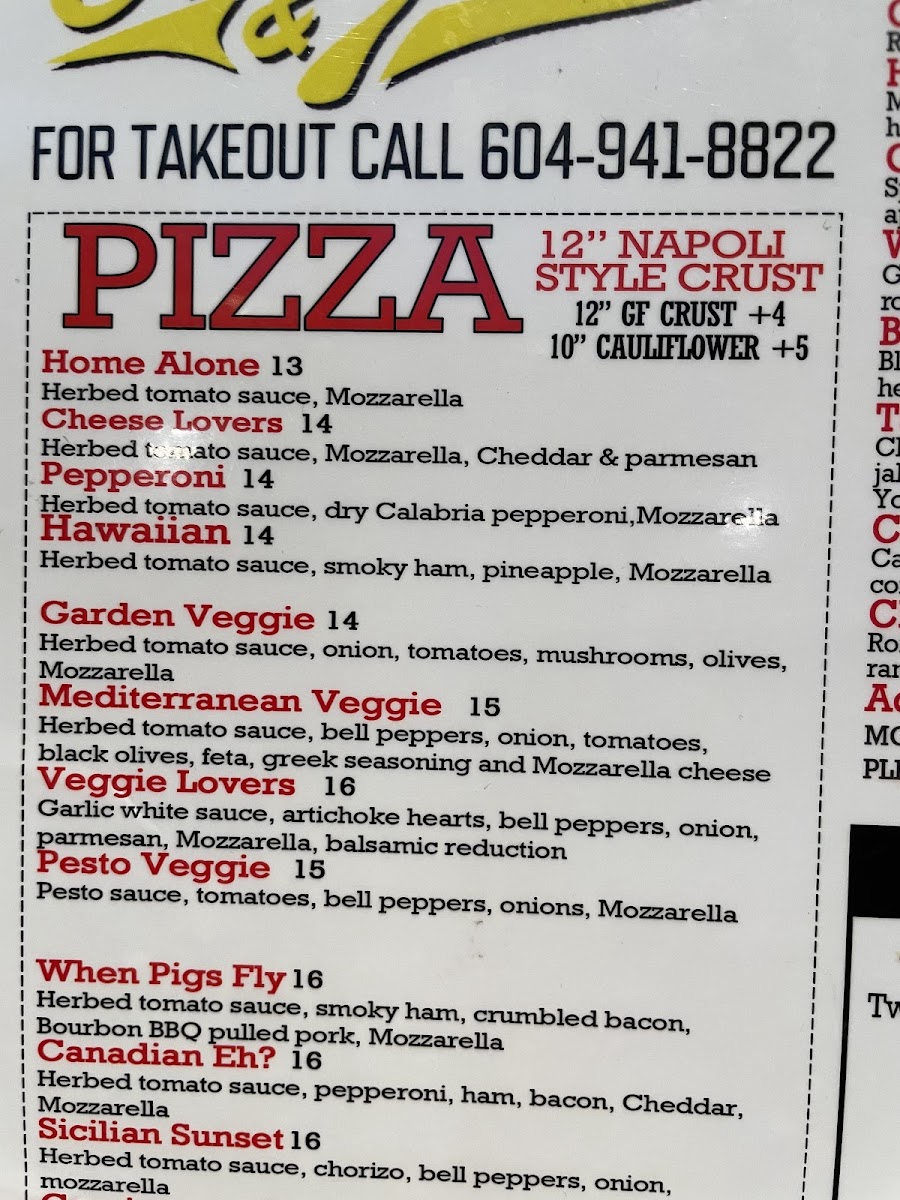 &
FOR TAKEOUT CALL 604-941-8822
PIZZA
12" NAPOLI
STYLE CRUST
12" GF CRUST +4
10" CAULIFLOWER +5
Home Alone 13
Herbed tomato sauce, Mozzarella
Cheese Lovers 14
Herbed tomato sauce, Mozzarella, Cheddar & parmesan
Pepperoni 14
Herbed tomato sauce, dry Calabria pepperoni,Mozzarella
Hawaiian 14
Herbed tomato sauce, smoky ham, pineapple, Mozzarella
Garden Veggie 14
Herbed tomato sauce, onion, tomatoes, mushrooms, olives,
Mozzarella
Mediterranean Veggie 15
Herbed tomato sauce, bell peppers, onion, tomatoes,
black olives, feta, greek seasoning and Mozzarella cheese
Veggie Lovers 16
Garlic white sauce, artichoke hearts, bell peppers, onion,
parmesan, Mozzarella, balsamic reduction
Pesto Veggie 15
Pesto sauce, tomatoes, bell peppers, onions, Mozzarella
When Pigs Fly 16
Herbed tomato sauce, smoky ham, crumbled bacon,
Bourbon BBQ pulled pork, Mozzarella
Canadian Eh? 16
Herbed tomato sauce, pepperoni, ham, bacon, Cheddar,
Mozzarella
Sicilian Sunset 16
Herbed tomato sauce, chorizo, bell peppers, onion,
mozzarella